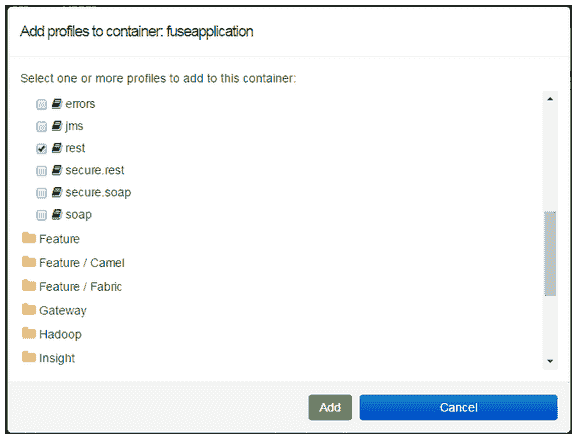 Add profiles to container: fuseapplication
Select one or more profiles to add to this container:
errors
jms
rest
secure.rest
secure.soap
soap
Feature
Feature / Camel
Feature / Fabric
Gateway
Hadoop
Insight
Add Cancel